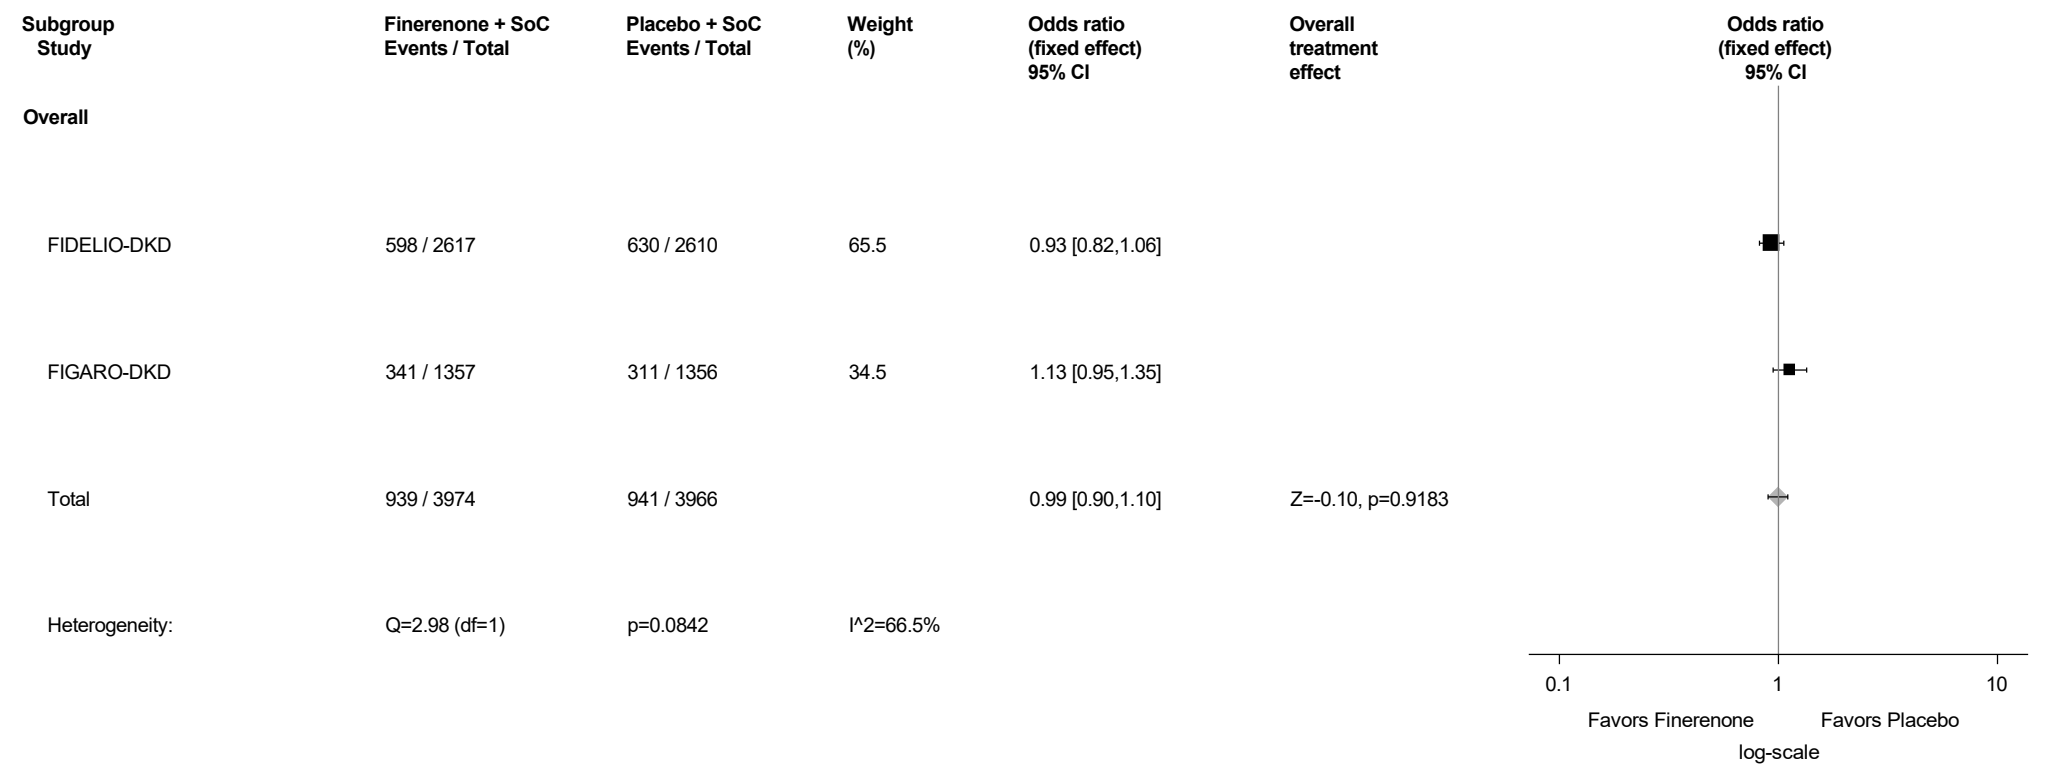 Subgroup Finerenone + SoC Placebo + SoC Weight Odds ratio Overall Odds ratio
Study Events / Total Events / Total (%) (fixed effect) treatment (fixed effect)
95% CI effect 95% CI
Overall
FIDELIO-DKD 598 / 2617 630 / 2610 65.5 0.93 [0.82,1.06]
FIGARO-DKD 341 / 1357 311 / 1356 34.5 1.13 [0.95,1.35]
Total 939 / 3974 941 / 3966 0.99 [0.90,1.10] Z=-0.10, p=0.9183
Heterogeneity: Q=2.98 (df=1) p=0.0842 I^2=66.5%
0.1 1 10
Favors Finerenone Favors Placebo
log-scale